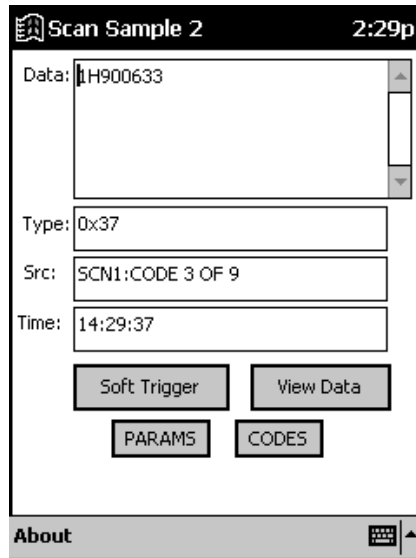 Scan Sample 2 2:29p
Data: 1H900633
Type: 0x37
Src: SCN1:CODE 3 OF 9
Time: 14:29:37
Soft Trigger View Data
PARAMS CODES
About